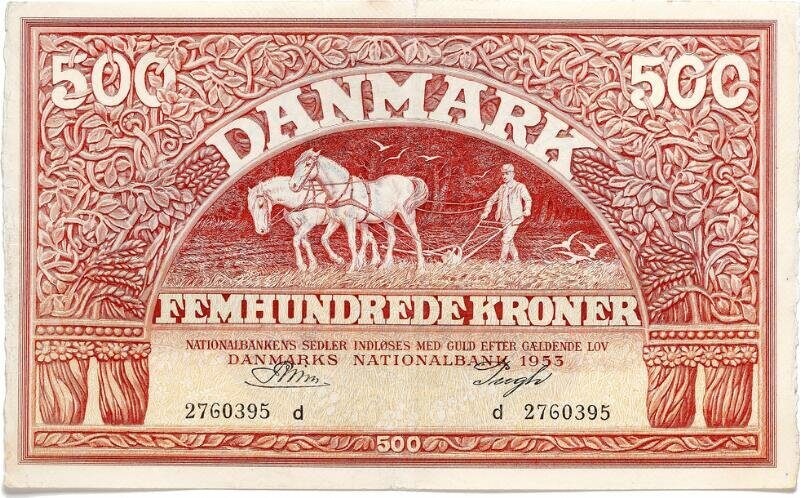 500 500
DANMARK
FEMHUNDREDE KRONER
NATIONALBANKENS SEDLER INDLØSES MED GULD EFTER GÆLDENDE LOV
DANMARKS NATIONALBANK 1953
2760395 d d 2760395
500